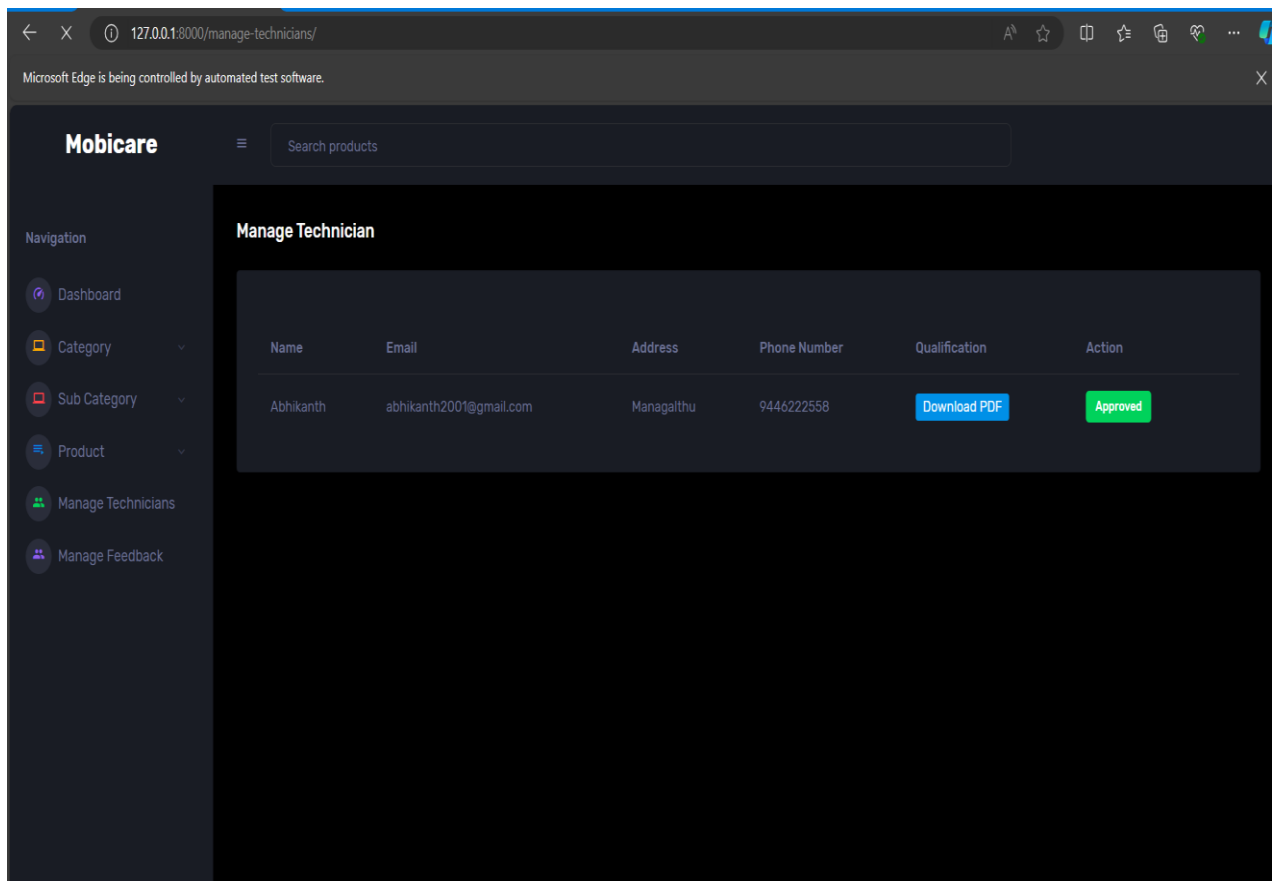 127.0.0.1:8000/manage-technicians/
Microsoft Edge is being controlled by automated test software.
Mobicare
Search products
Navigation
Manage Technician
Dashboard
Category
Sub Category
Product
Manage Technicians
Manage Feedback
Name Email Address Phone Number Qualification Action
Abhikanth abhikanth2001@gmail.com Managalthu 9446222558 Download PDF Approved